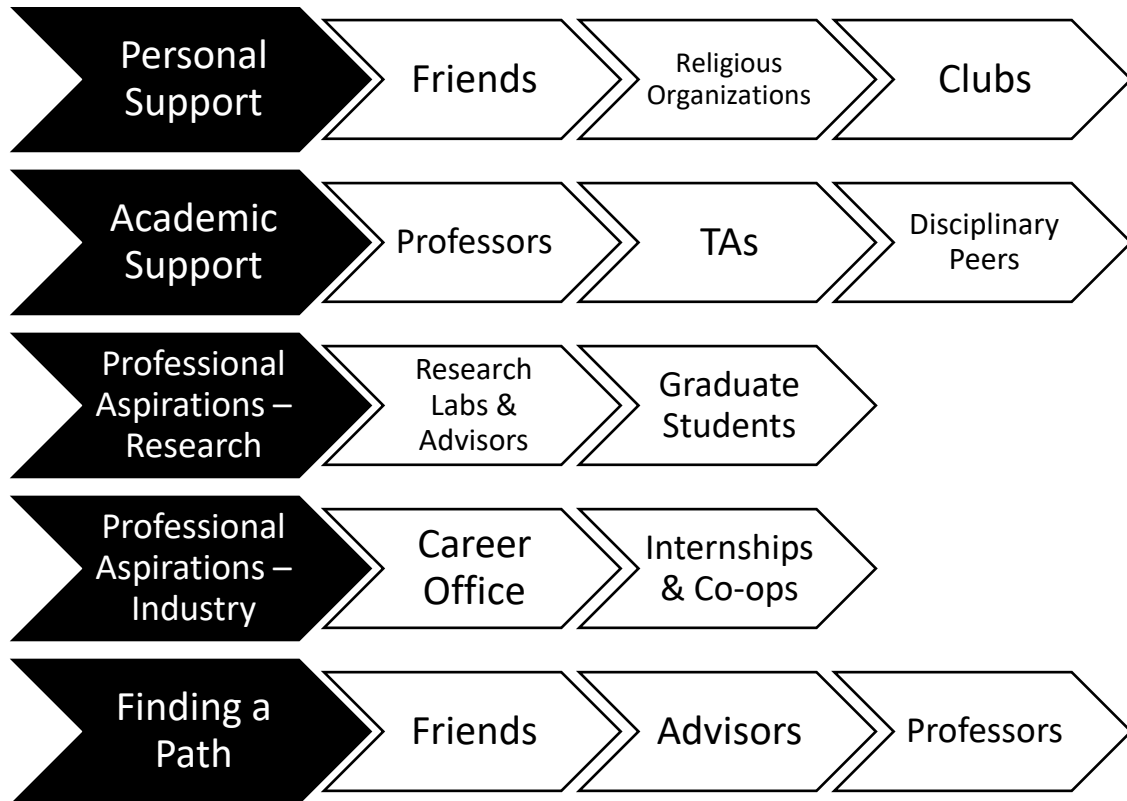 Personal
Support
Friends
Religious
Organizations
Clubs
Academic
Support
Professors
TAs
Disciplinary
Peers
Professional
Aspirations –
Research
Research
Labs &
Advisors
Graduate
Students
Professional
Aspirations –
Industry
Career
Office
Internships
& Co-ops
Finding a
Path
Friends
Advisors
Professors